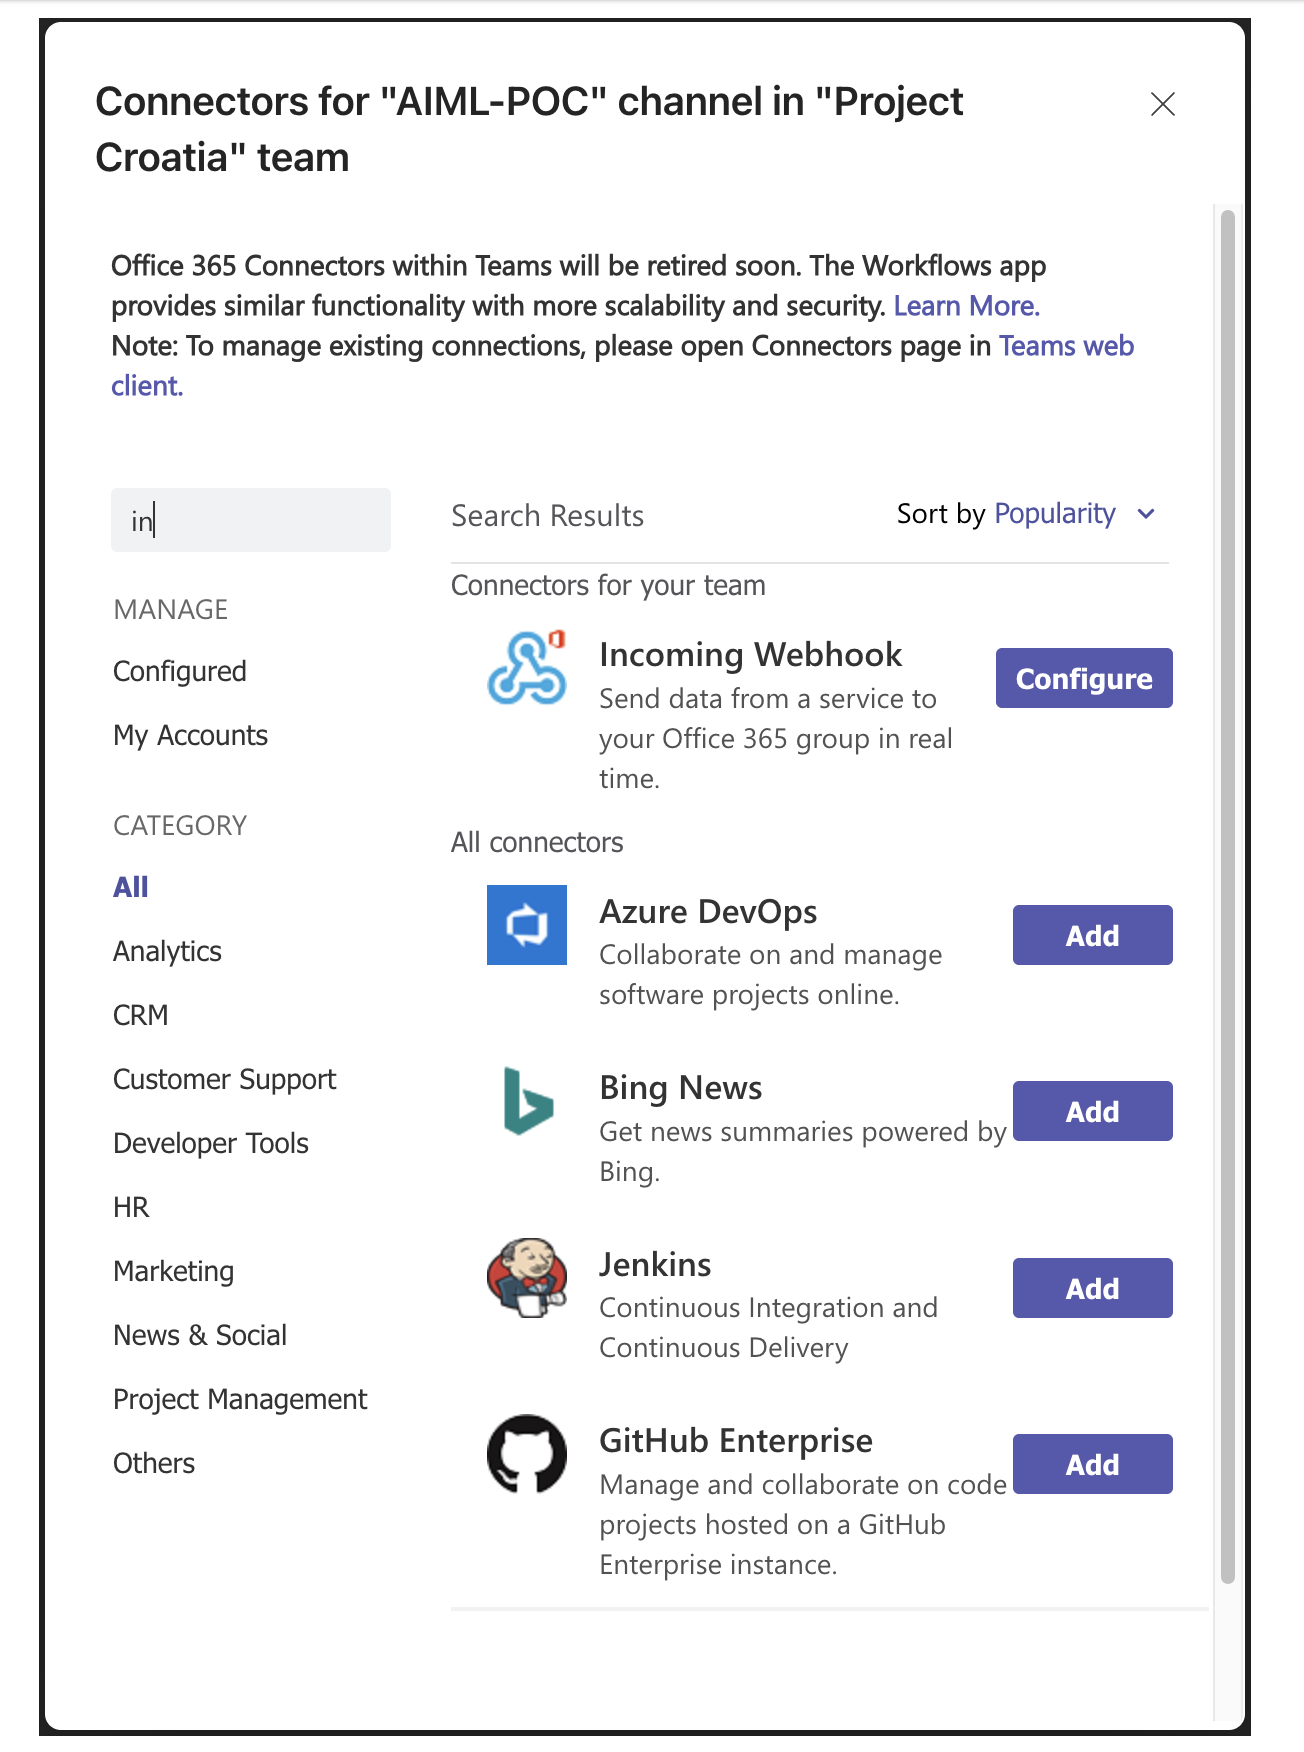 Connectors for "AIML-POC" channel in "Project
Croatia" team
Office 365 Connectors within Teams will be retired soon. The Workflows app
provides similar functionality with more scalability and security. Learn More.
Note: To manage existing connections, please open Connectors page in Teams web
client.
in
Search Results
Sort by Popularity
MANAGE
Configured
My Accounts
CATEGORY
All
Analytics
CRM
Customer Support
Developer Tools
HR
Marketing
News & Social
Project Management
Others
Connectors for your team
Incoming Webhook
Send data from a service to
your Office 365 group in real
time.
Configure
All connectors
Azure DevOps
Collaborate on and manage
software projects online.
Add
Bing News
Get news summaries powered by
Bing.
Add
Jenkins
Continuous Integration and
Continuous Delivery
Add
GitHub Enterprise
Manage and collaborate on code
projects hosted on a GitHub
Enterprise instance.
Add